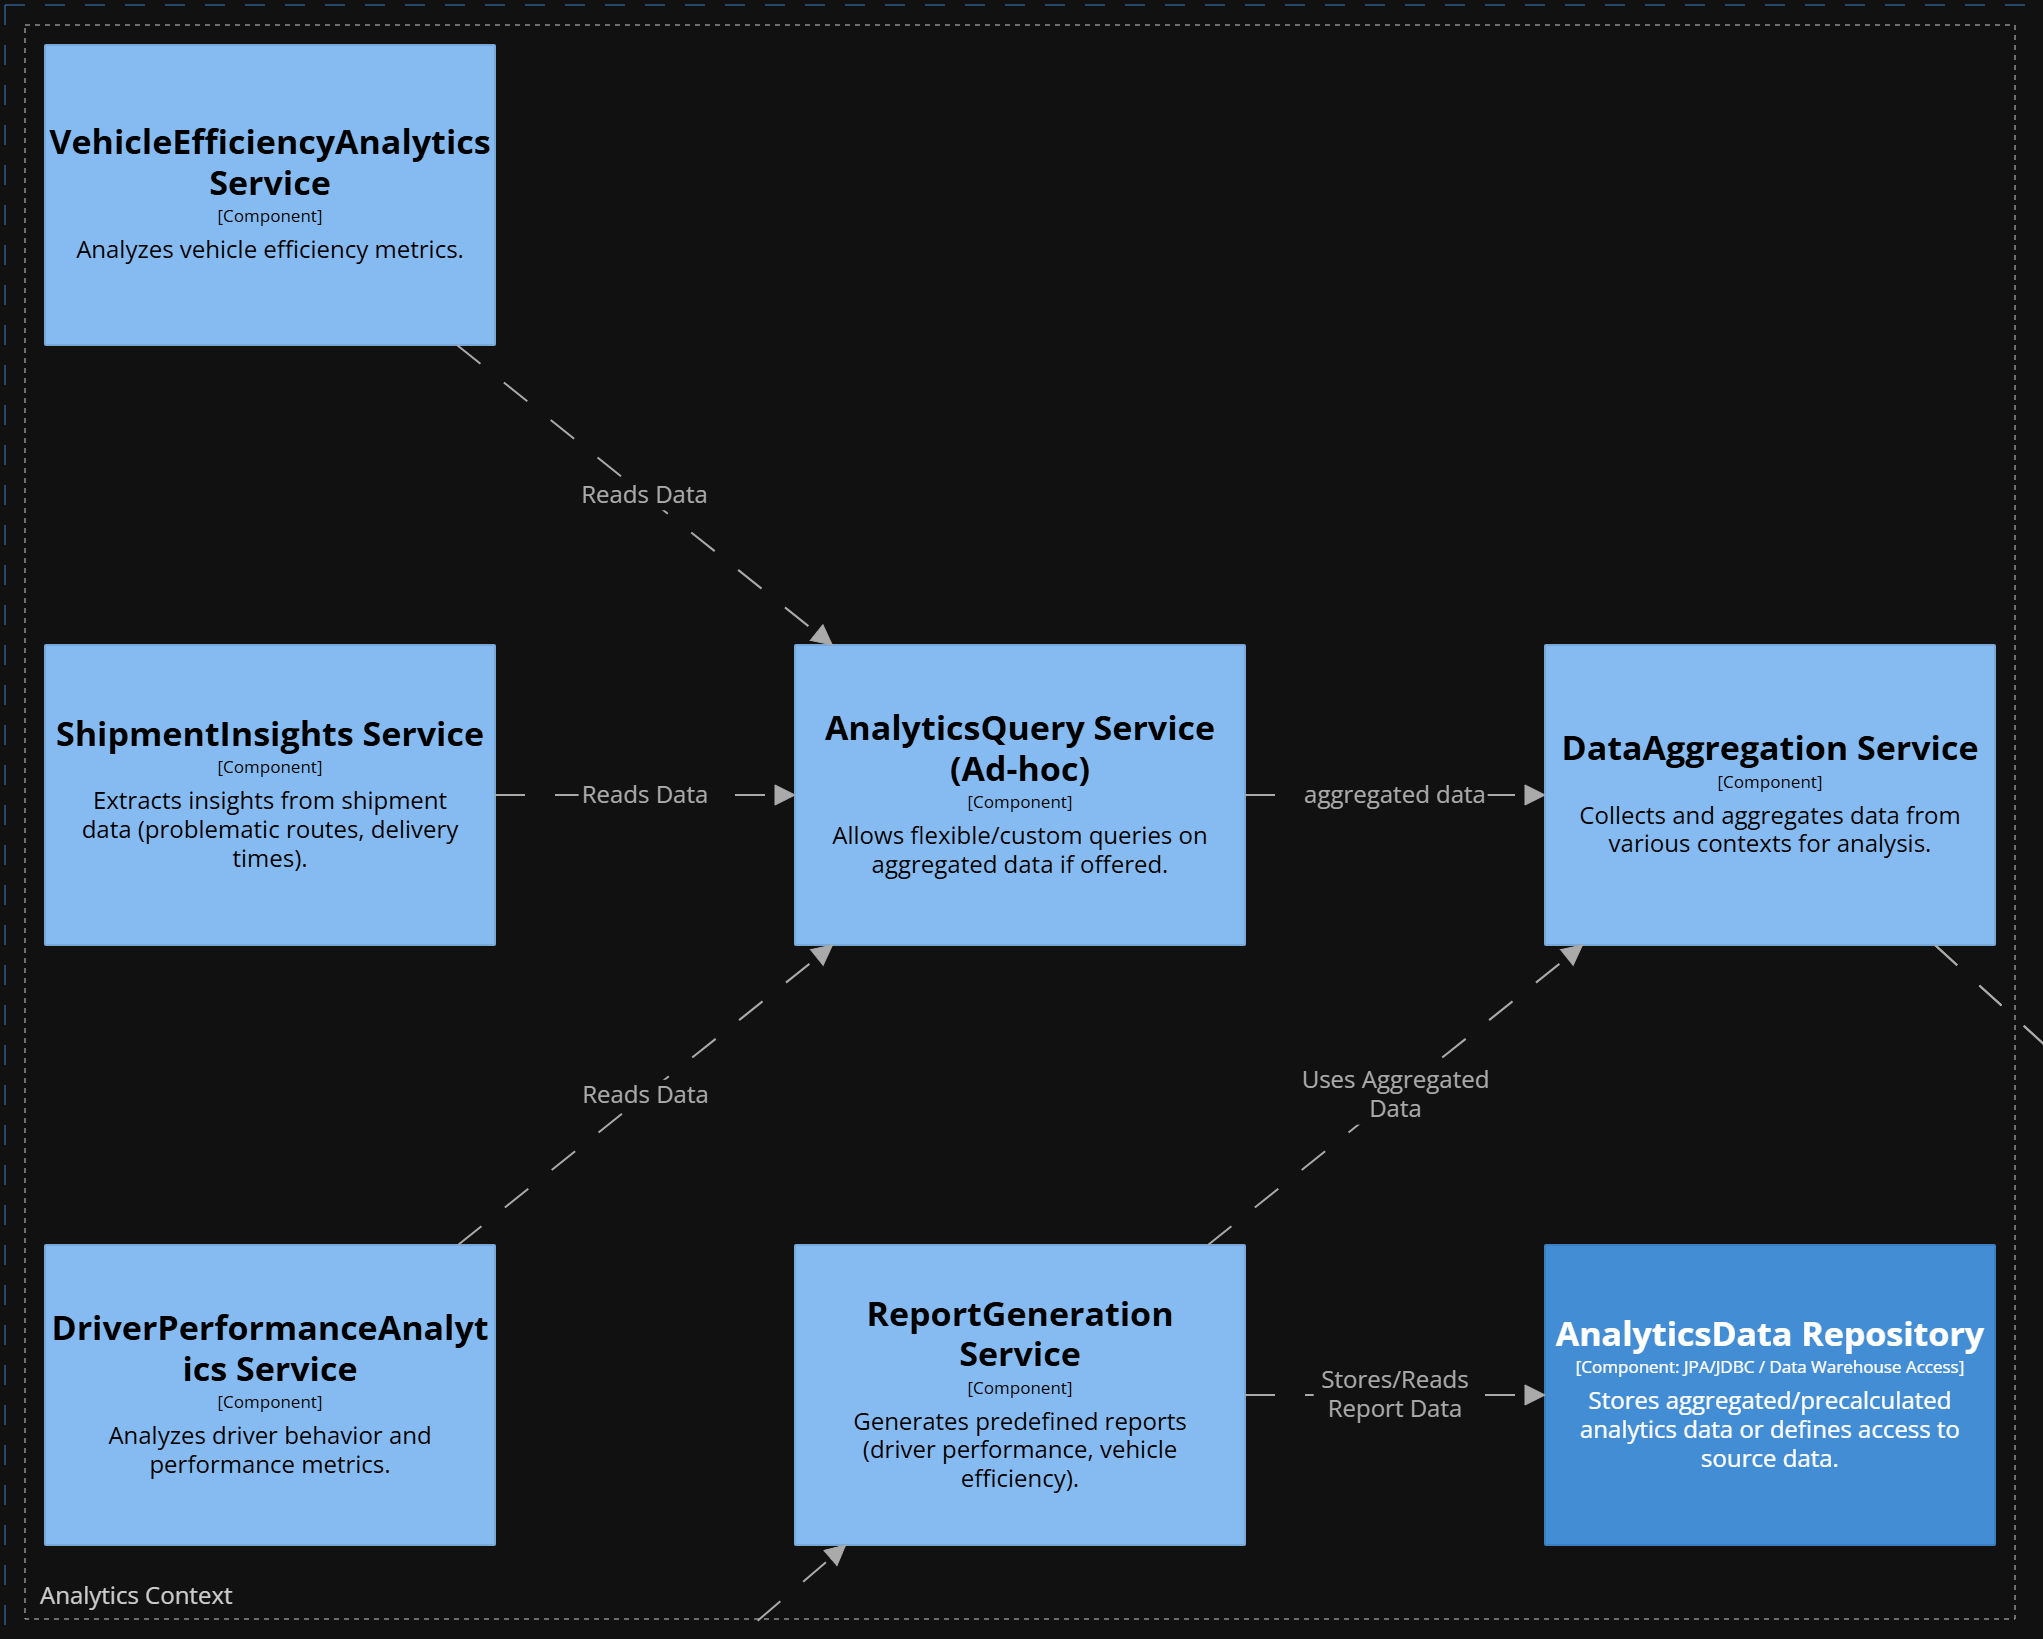 VehicleEfficiencyAnalytics
Service
[Component]
Analyzes vehicle efficiency metrics.
Reads Data
ShipmentInsights Service
[Component]
Extracts insights from shipment
data (problematic routes, delivery
times).
Reads Data
AnalyticsQuery Service
(Ad-hoc)
[Component]
Allows flexible/custom queries on
aggregated data if offered.
aggregated data
DataAggregation Service
[Component]
Collects and aggregates data from
various contexts for analysis.
Reads Data
Uses Aggregated
Data
DriverPerformanceAnalyt
ics Service
[Component]
Analyzes driver behavior and
performance metrics.
ReportGeneration
Service
[Component]
Generates predefined reports
(driver performance, vehicle
efficiency).
Stores/Reads
Report Data
AnalyticsData Repository
[Component: JPA/JDBC / Data Warehouse Access]
Stores aggregated/precalculated
analytics data or defines access to
source data.
Analytics Context